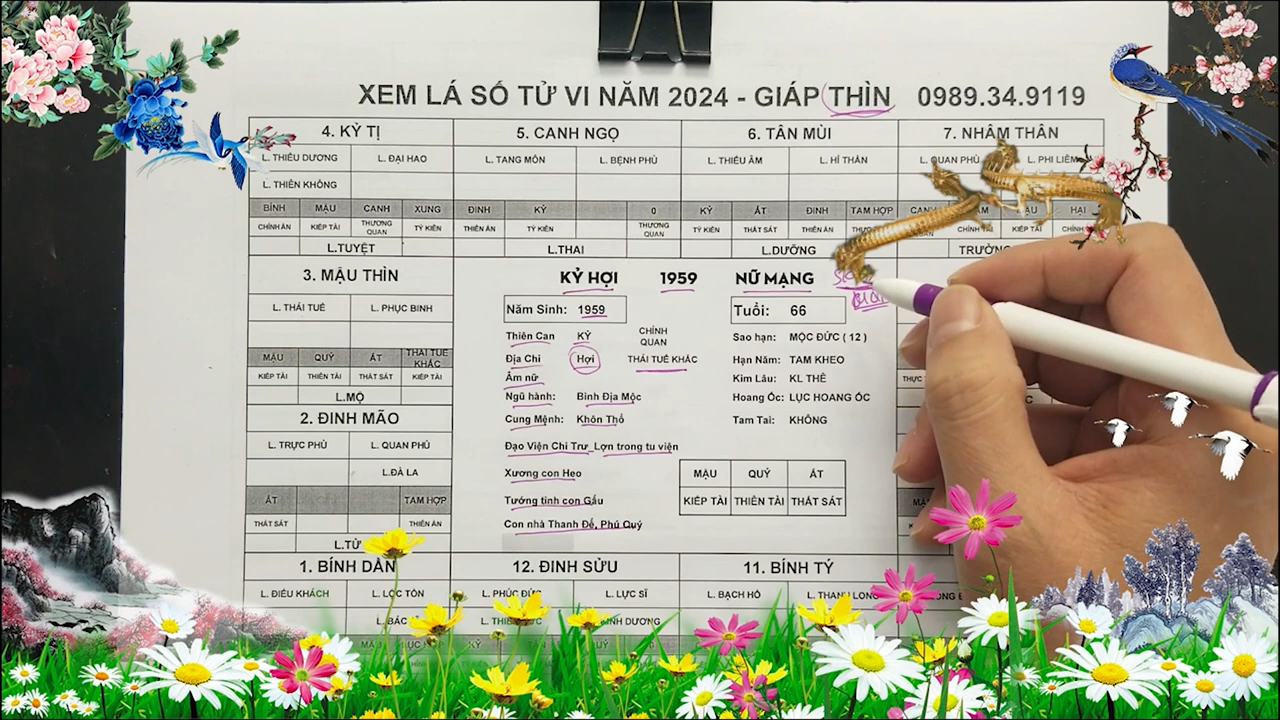 XEM LÁ SỐ TỬ VI NĂM 2024 - GIÁP THÌN 0989.34.9119
4. KỶ TỊ 5. CANH NGỌ 6. TÂN MÙI 7. NHÂM THÂN
L. THIẾU DƯƠNG L. ĐẠI HAO L. TANG MÔN L. BỆNH PHÙ L. THIẾU ÂM L. HỈ THẦN L. QUAN PHÙ L. PHI LIÊM
L. THIÊN KHÔNG
BÍNH MẬU CANH XUNG ĐINH KỶ 0 KỶ ẤT ĐINH TAM HỢP
CHÍNH ẤN KIẾP TÀI THƯƠNG QUAN TỶ KIÊN THIÊN ẤN TỶ KIÊN THƯƠNG QUAN TỶ KIÊN THẤT SÁT THIÊN ẤN
L.TUYỆT L.THAI L.DƯỠNG TRƯỜNG
3. MẬU THÌN KỶ HỢI 1959 NỮ MẠNG
L. THÁI TUẾ L. PHỤC BINH Năm Sinh: 1959 Tuổi: 66
Thiên Can KỶ CHÍNH QUAN Sao hạn: MỘC ĐỨC ( 12 )
MẬU QUÝ ẤT THÁI TUẾ KHẮC Địa Chi Hợi THÁI TUẾ KHẮC Hạn Năm: TAM KHEO
KIẾP TÀI THIÊN TÀI THẤT SÁT KIẾP TÀI Âm nữ Kim Lâu: KL THÊ
L.MỘ Ngũ hành: Bình Địa Mộc Hoang Ốc: LỤC HOANG ỐC
2. ĐINH MÃO Cung Mệnh: Khôn Thổ Tam Tai: KHÔNG
L. TRỰC PHÙ L. QUAN PHỦ Đạo Viện Chi Trư_Lợn trong tu viện
L.ĐÀ LA Xương con Heo MẬU QUÝ ẤT
ẤT TAM HỢP Tướng tinh con Gấu KIẾP TÀI THIÊN TÀI THẤT SÁT
THẤT SÁT THIÊN ẤN Con nhà Thanh Đế, Phú Quý
L.TỬ
1. BÍNH DẦN 12. ĐINH SỬU 11. BÍNH TÝ
L. ĐIẾU KHÁCH L. LỘC TỒN L. PHÚC ĐỨC L. LỰC SĨ L. BẠCH HỔ L. THANH LONG